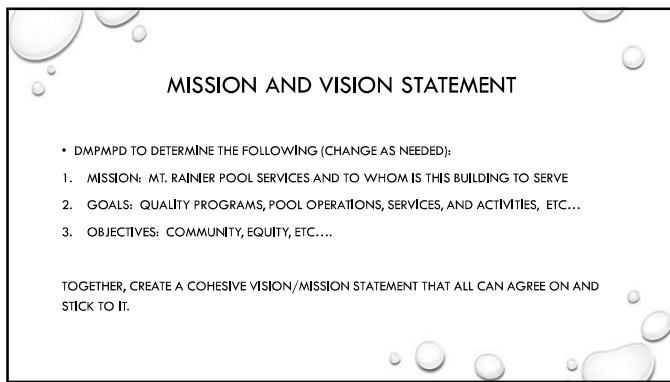 MISSION AND VISION STATEMENT
• DMPMPD TO DETERMINE THE FOLLOWING (CHANGE AS NEEDED):
1. MISSION: MT. RAINIER POOL SERVICES AND TO WHOM IS THIS BUILDING TO SERVE
2. GOALS: QUALITY PROGRAMS, POOL OPERATIONS, SERVICES, AND ACTIVITIES, ETC...
3. OBJECTIVES: COMMUNITY, EQUITY, ETC....
TOGETHER, CREATE A COHESIVE VISION/MISSION STATEMENT THAT ALL CAN AGREE ON AND
STICK TO IT.